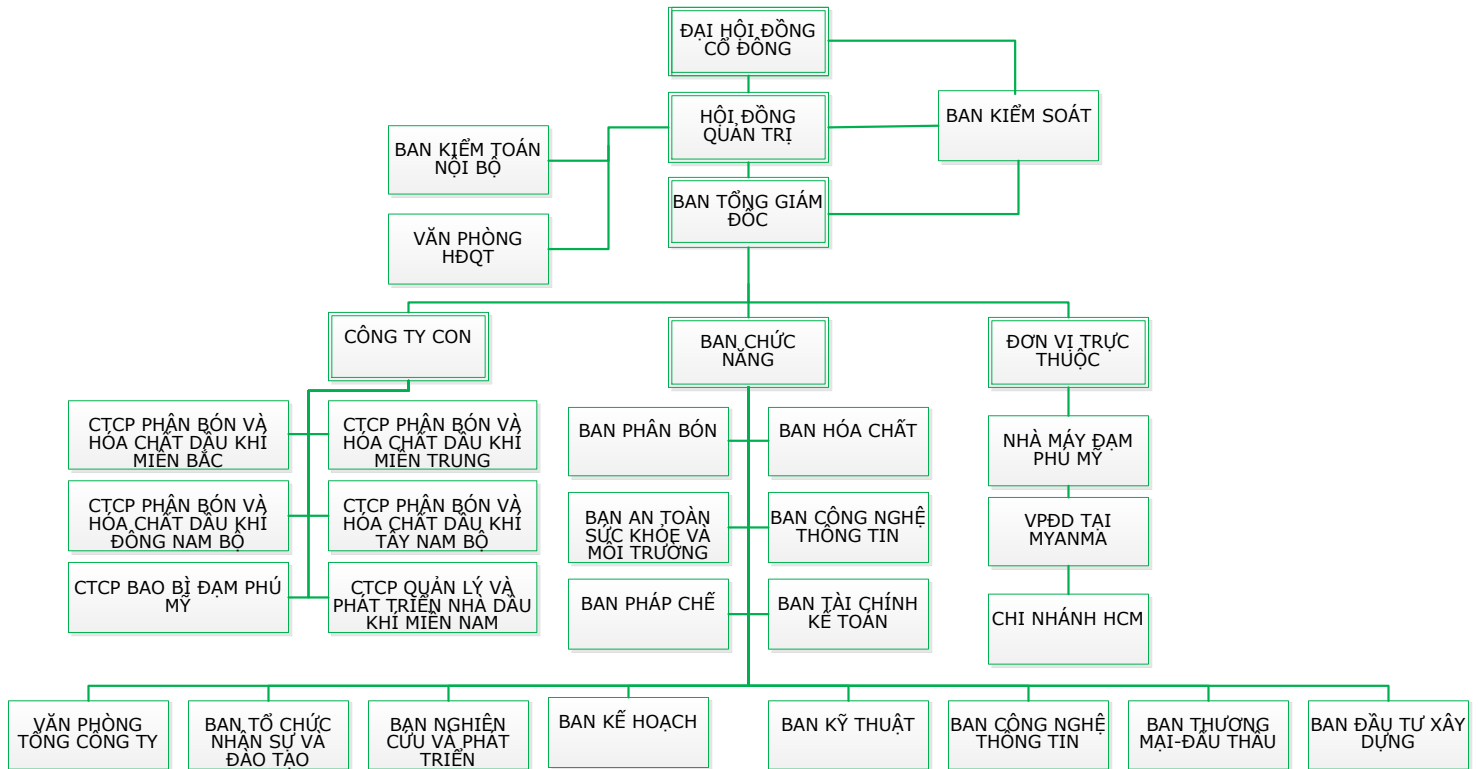 ĐẠI HỘI ĐỒNG
CỔ ĐÔNG
HỘI ĐỒNG
QUẢN TRỊ
BAN KIỂM SOÁT
BAN KIỂM TOÁN
NỘI BỘ
BAN TỔNG GIÁM
ĐỐC
VĂN PHÒNG
HĐQT
CÔNG TY CON
BAN CHỨC
NĂNG
ĐƠN VỊ TRỰC
THUỘC
CTCP PHÂN BÓN VÀ
HÓA CHẤT DẦU KHÍ
MIỀN BẮC
CTCP PHÂN BÓN VÀ
HÓA CHẤT DẦU KHÍ
MIỀN TRUNG
BAN PHÂN BÓN
BAN HÓA CHẤT
NHÀ MÁY ĐẠM
PHÚ MỸ
CTCP PHÂN BÓN VÀ
HÓA CHẤT DẦU KHÍ
ĐÔNG NAM BỘ
CTCP PHÂN BÓN VÀ
HÓA CHẤT DẦU KHÍ
TÂY NAM BỘ
BAN AN TOÀN
SỨC KHỎE VÀ
MÔI TRƯỜNG
BAN CÔNG NGHỆ
THÔNG TIN
VPĐD TẠI
MYANMA
CTCP BAO BÌ ĐẠM PHÚ
MỸ
CTCP QUẢN LÝ VÀ
PHÁT TRIỂN NHÀ DẦU
KHÍ MIỀN NAM
BAN PHÁP CHẾ
BAN TÀI CHÍNH
KẾ TOÁN
CHI NHÁNH HCM
VĂN PHÒNG
TỔNG CÔNG TY
BAN TỔ CHỨC
NHÂN SỰ VÀ
ĐÀO TẠO
BAN NGHIÊN
CỨU VÀ PHÁT
TRIỂN
BAN KẾ HOẠCH
BAN KỸ THUẬT
BAN CÔNG NGHỆ
THÔNG TIN
BAN THƯƠNG
MẠI-ĐẤU THẦU
BAN ĐẦU TƯ XÂY
DỰNG